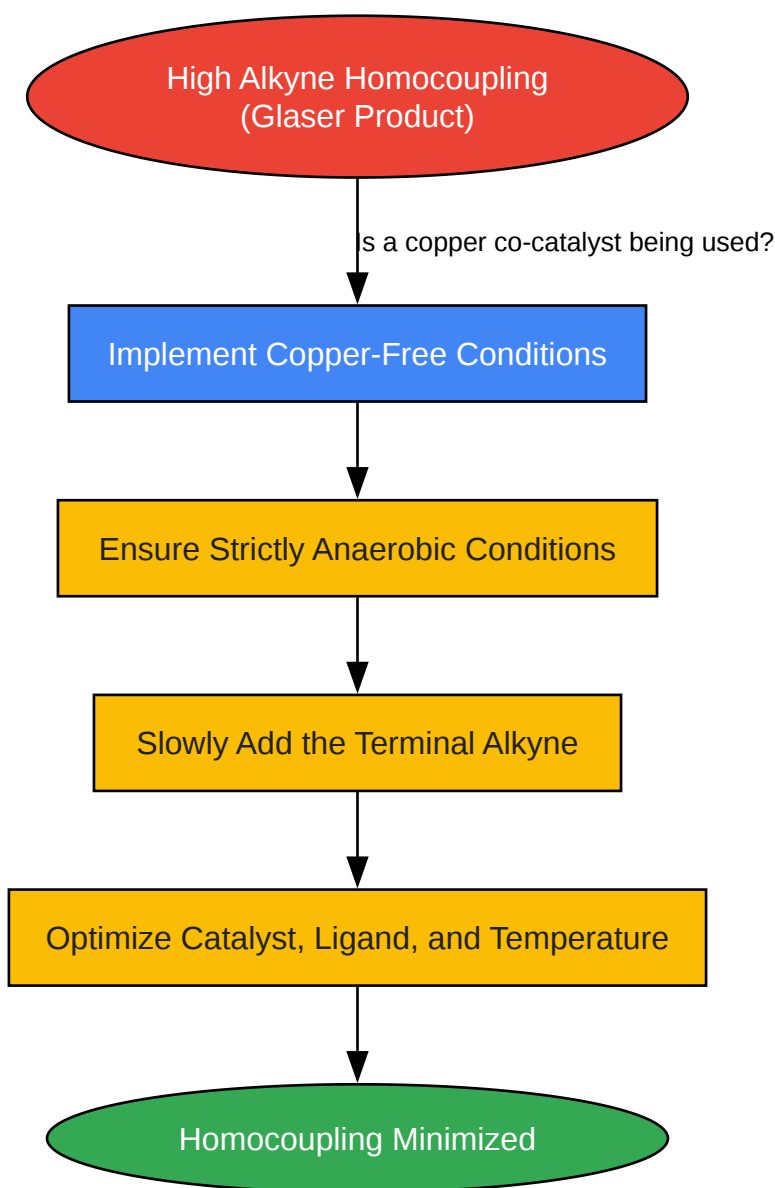 High Alkyne Homocoupling
(Glaser Product)
Is a copper co-catalyst being used?
Implement Copper-Free Conditions
Ensure Strictly Anaerobic Conditions
Slowly Add the Terminal Alkyne
Optimize Catalyst, Ligand, and Temperature
Homocoupling Minimized